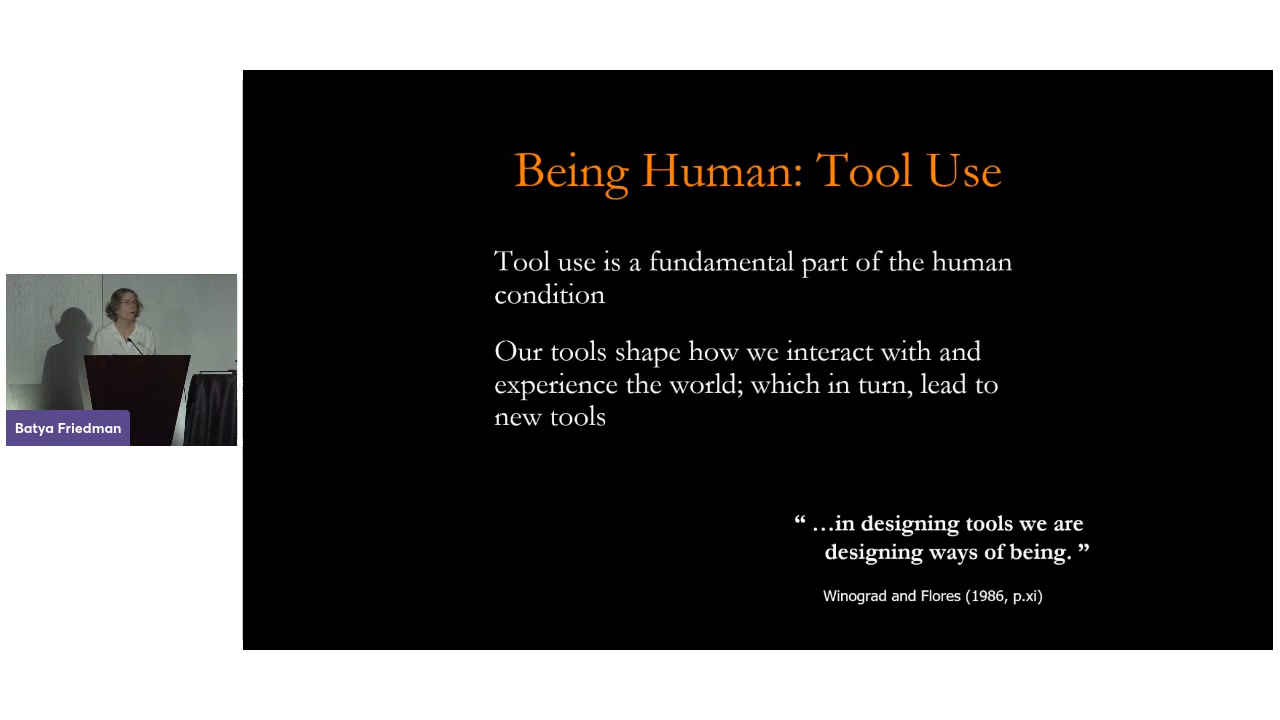 Being Human: Tool Use
Tool use is a fundamental part of the human
condition
Our tools shape how we interact with and
experience the world; which in turn, lead to
new tools
“ …in designing tools we are
designing ways of being. ”
Winograd and Flores (1986, p.xi)
Batya Friedman